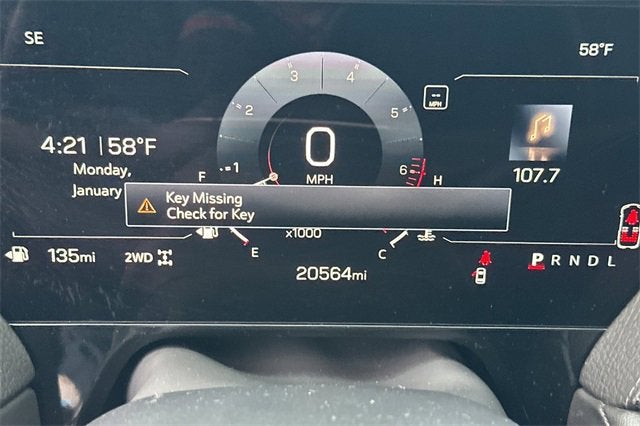 SE
58°F
3
4
2
5
-- MPH
4:21 58°F
Monday,
January
1
0
6
MPH
107.7
F
H
Key Missing
Check for Key
x1000
E
C
135mi
2WD
20564mi
P R N D L